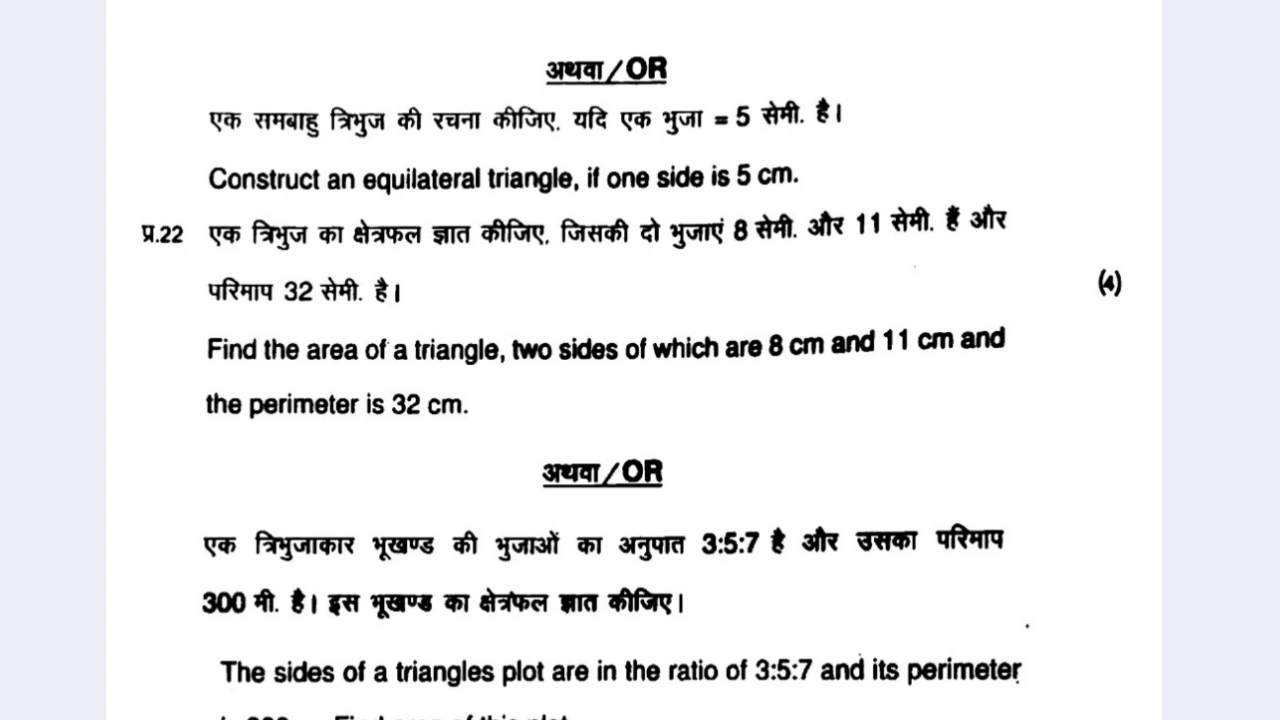 अथवा/OR
एक समबाहु त्रिभुज की रचना कीजिए, यदि एक भुजा = 5 सेमी. है।
Construct an equilateral triangle, if one side is 5 cm.
प्र.22 एक त्रिभुज का क्षेत्रफल ज्ञात कीजिए, जिसकी दो भुजाएं 8 सेमी. और 11 सेमी. हैं और
परिमाप 32 सेमी. है।
(4)
Find the area of a triangle, two sides of which are 8 cm and 11 cm and
the perimeter is 32 cm.
अथवा/OR
एक त्रिभुजाकार भूखण्ड की भुजाओं का अनुपात 3:5:7 है और उसका परिमाप
300 मी. है। इस भूखण्ड का क्षेत्रफल ज्ञात कीजिए।
The sides of a triangles plot are in the ratio of 3:5:7 and its perimeter